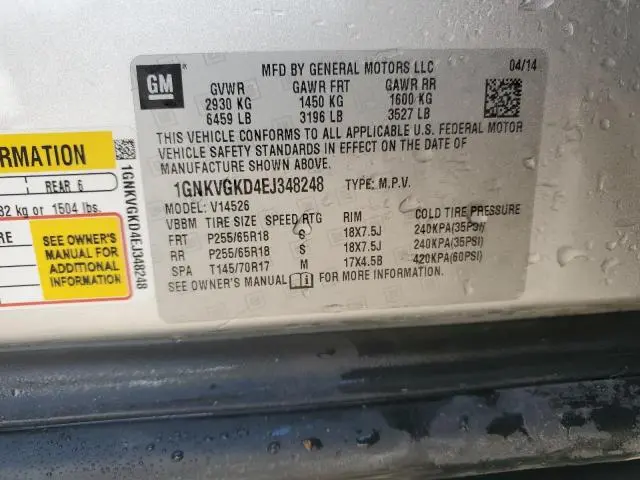 GM
MFD BY GENERAL MOTORS LLC 04/14
GVWR GAWR FRT GAWR RR
2930 KG 1450 KG 1600 KG
6459 LB 3196 LB 3527 LB
THIS VEHICLE CONFORMS TO ALL APPLICABLE U.S. FEDERAL MOTOR
VEHICLE SAFETY STANDARDS IN EFFECT ON THE DATE OF
MANUFACTURE SHOWN ABOVE.
1GNKVGKD4EJ348248 TYPE: M.P.V.
MODEL: V14526
VBBM TIRE SIZE SPEED RTG RIM COLD TIRE PRESSURE
FRT P255/65R18 S 18X7.5J 240KPA(35PSI)
RR P255/65R18 S 18X7.5J 240KPA(35PSI)
SPA T145/70R17 M 17X4.5B 420KPA(60PSI)
SEE OWNER'S MANUAL FOR MORE INFORMATION
REAR 6
kg or 1504 lbs.
SEE OWNER'S
MANUAL FOR
ADDITIONAL
INFORMATION
1GNKVGKD4EJ348248